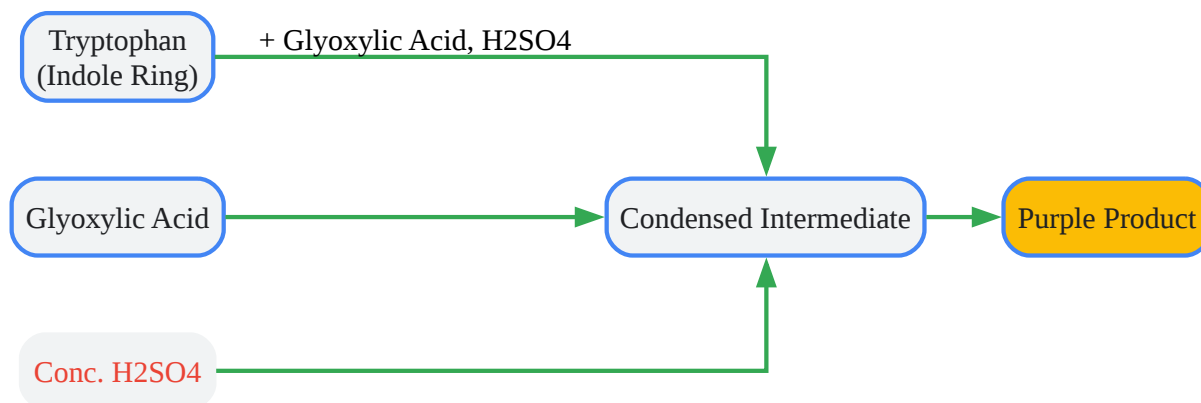 Tryptophan
(Indole Ring)
+ Glyoxylic Acid, H2SO4
Glyoxylic Acid
Condensed Intermediate
Purple Product
Conc. H2SO4